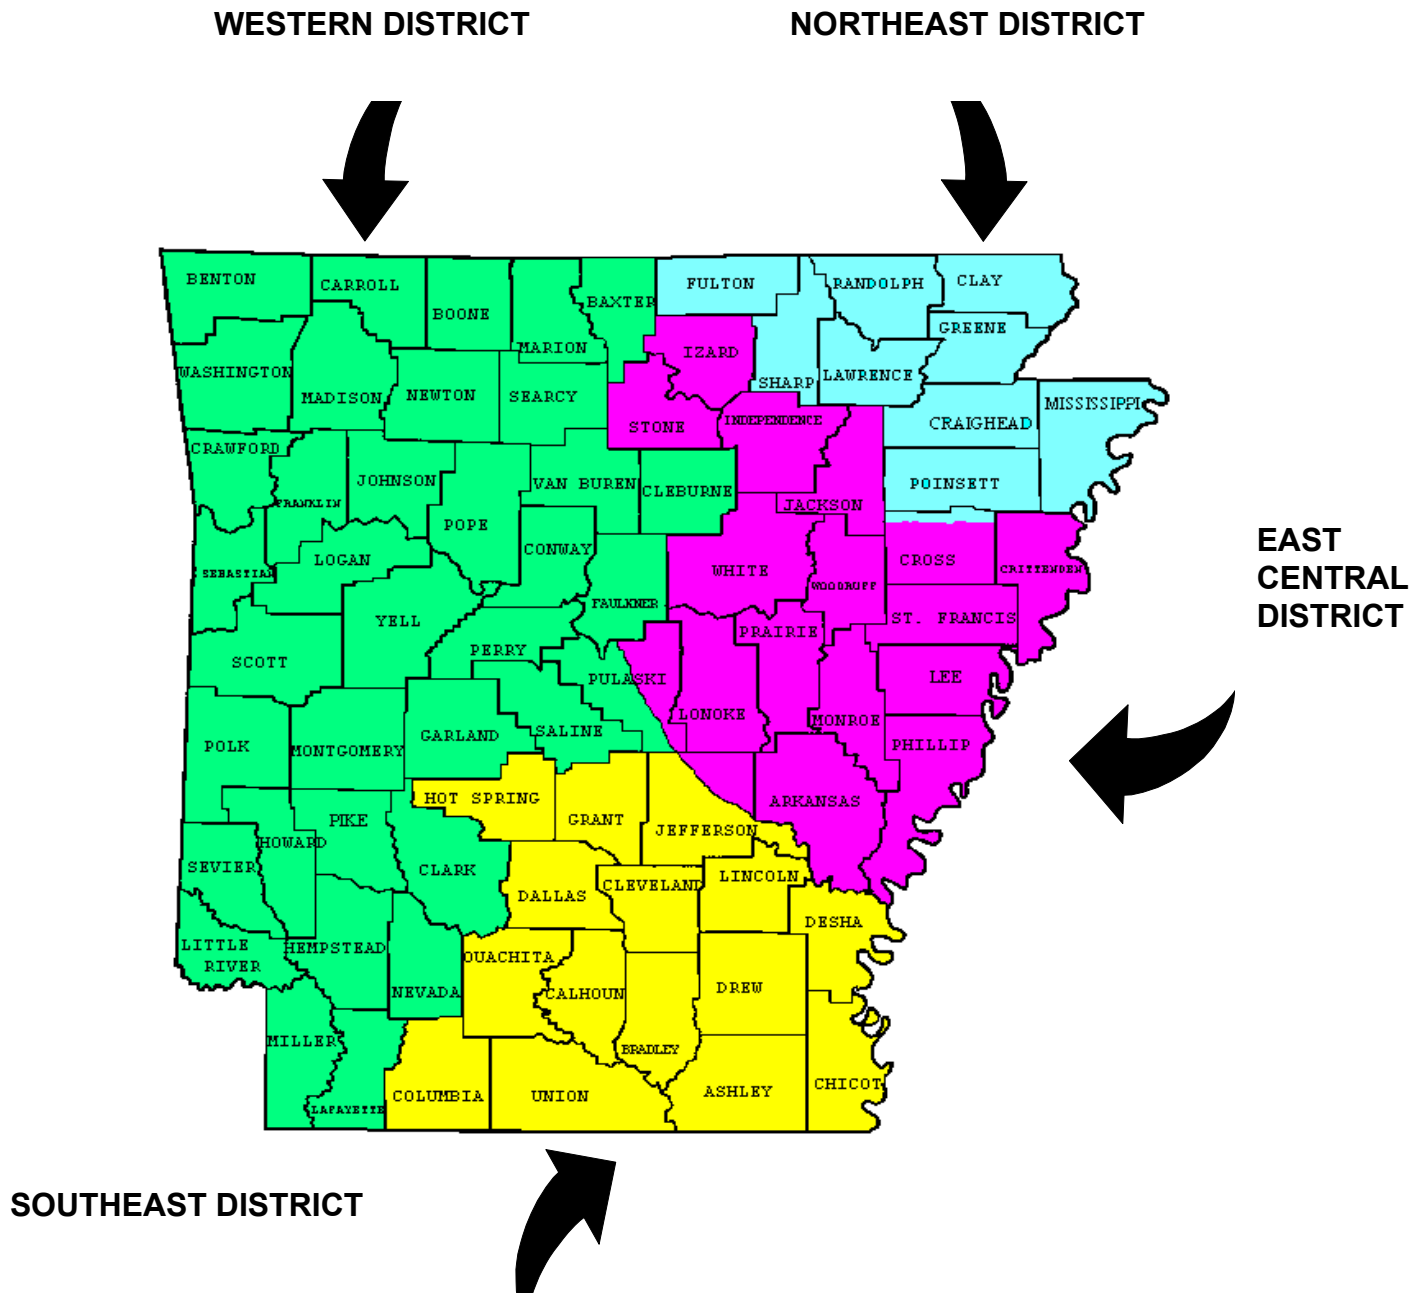 WESTERN DISTRICT
NORTHEAST DISTRICT
BENTON
CARROLL
BOONE
MARION
BAXTER
FULTON
RANDOLPH
CLAY
GREENE
IZARD
SHARP
LAWRENCE
WASHINGTON
MADISON
NEWTON
SEARCY
STONE
INDEPENDENCE
CRAIGHEAD
MISSISSIPPI
CRAWFORD
FRANKLIN
JOHNSON
POPE
VAN BUREN
CLEBURNE
JACKSON
POINSETT
SEBASTIAN
LOGAN
CONWAY
FAULKNER
WHITE
WOODRUFF
CROSS
CRITTENDEN
EAST
CENTRAL
DISTRICT
SCOTT
YELL
PERRY
PULASKI
PRAIRIE
ST. FRANCIS
LEE
POLK
MONTGOMERY
GARLAND
SALINE
LONOKE
MONROE
PHILLIP
HOT SPRING
GRANT
JEFFERSON
ARKANSAS
SEVIER
HOWARD
PIKE
CLARK
DALLAS
CLEVELAND
LINCOLN
DESHA
LITTLE
RIVER
HEMPSTEAD
NEVADA
OUACHITA
CALHOUN
BRADLEY
DREW
MILLER
LAFAYETTE
COLUMBIA
UNION
ASHLEY
CHICOT
SOUTHEAST DISTRICT